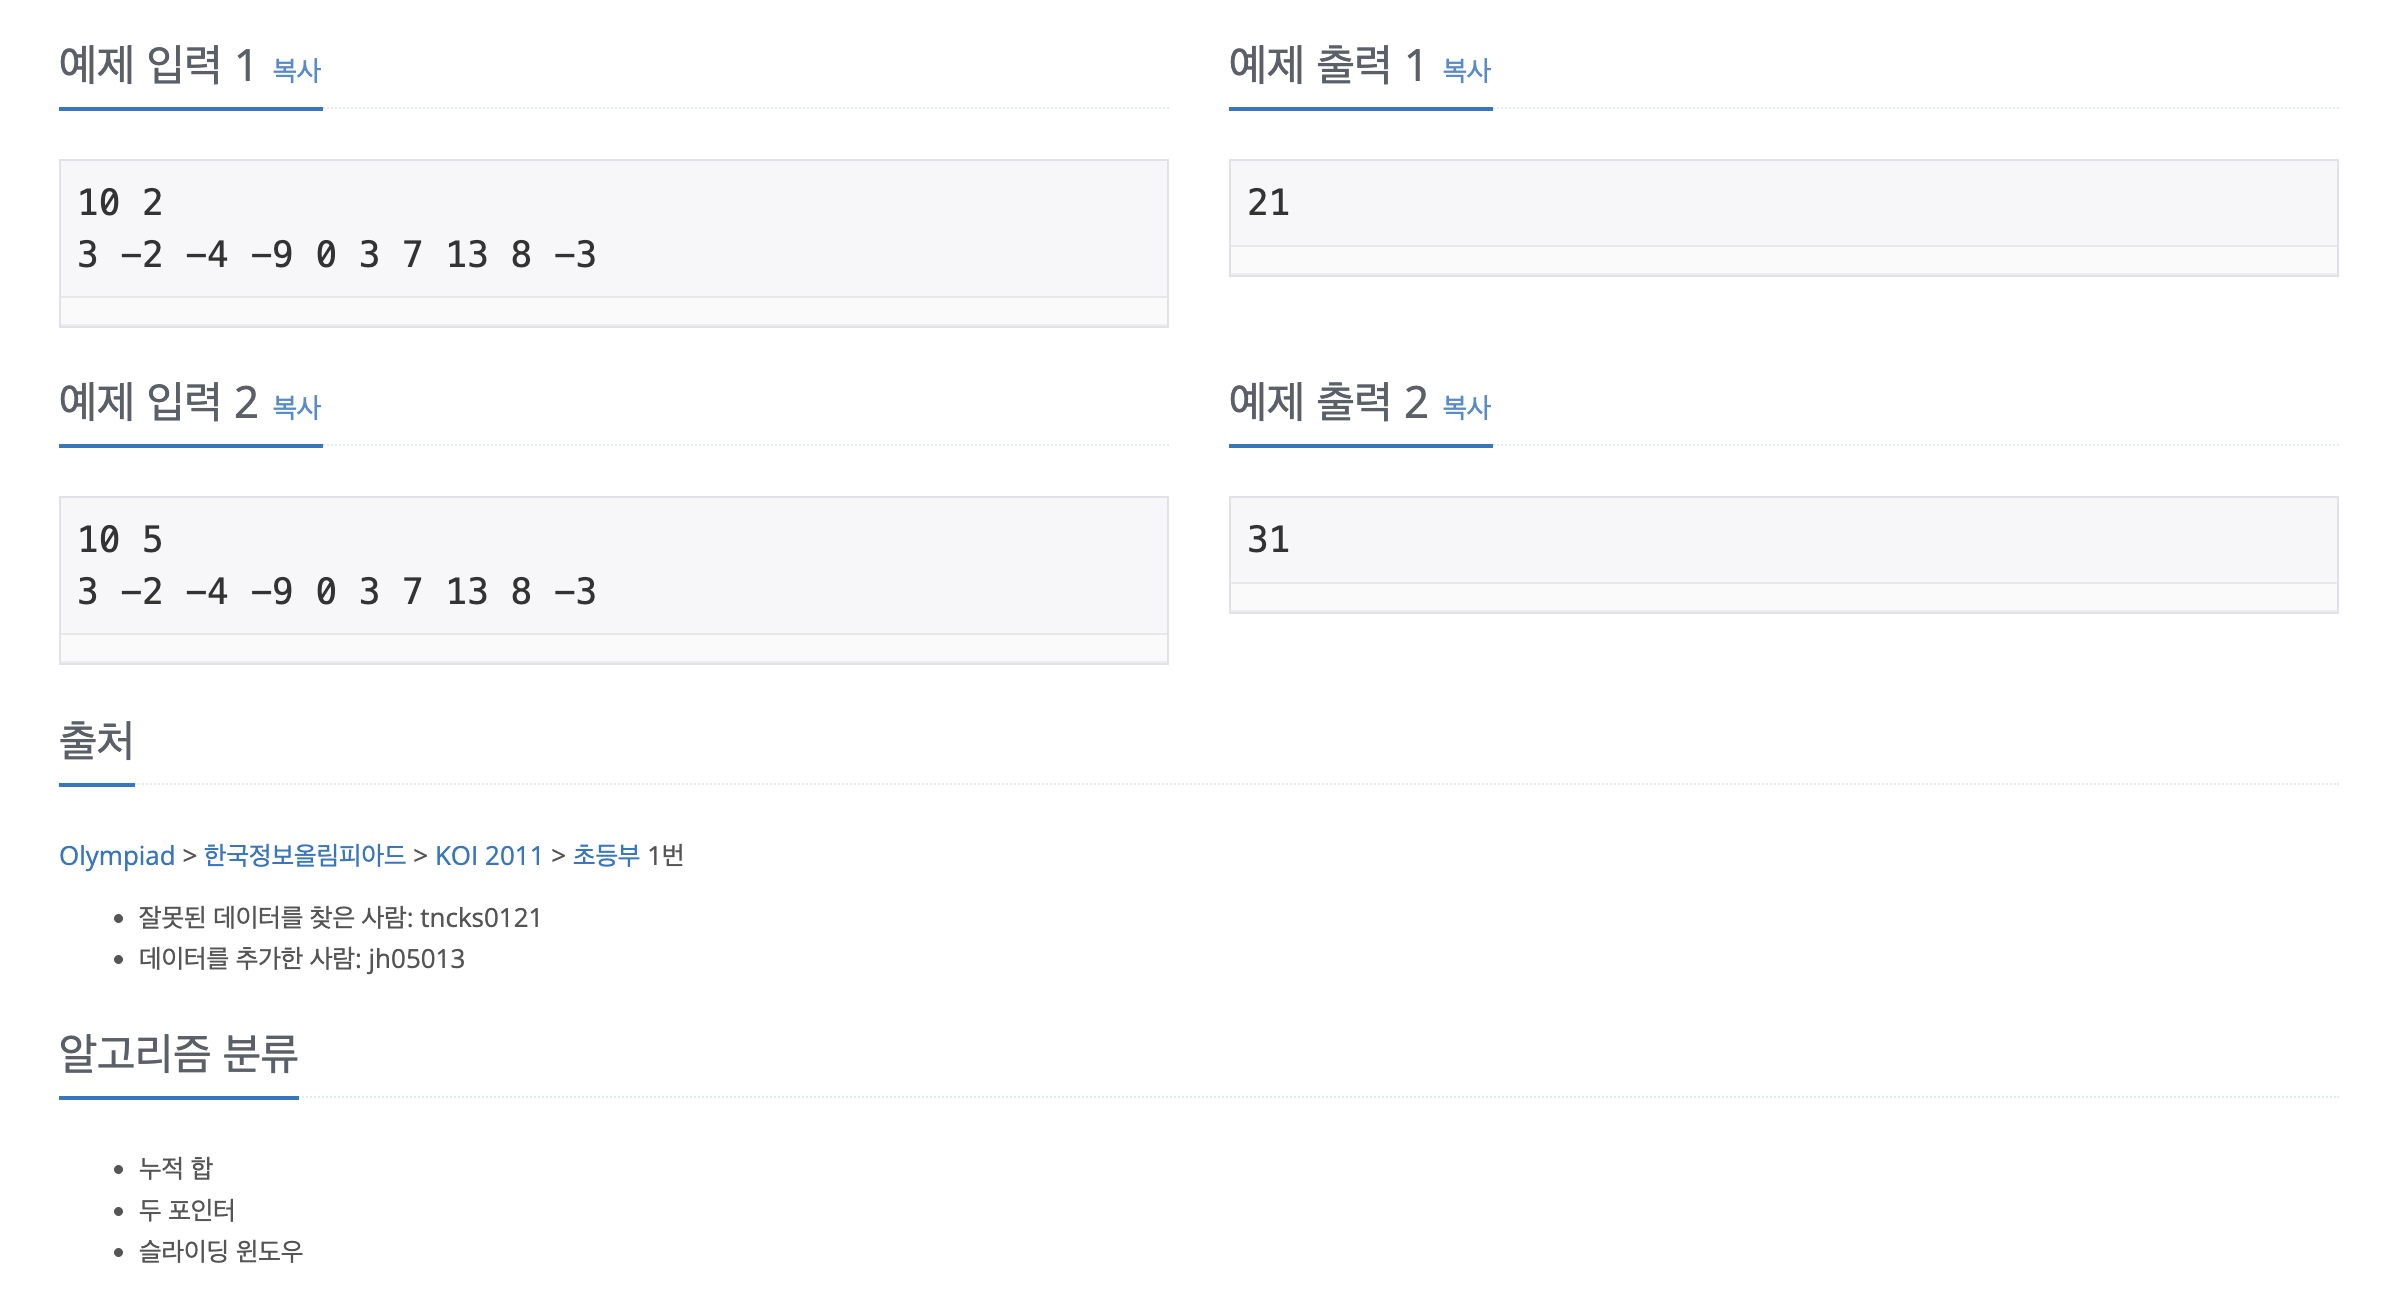 예제 입력 1 복사
10 2
3 -2 -4 -9 0 3 7 13 8 -3
예제 출력 1 복사
21
예제 입력 2 복사
10 5
3 -2 -4 -9 0 3 7 13 8 -3
예제 출력 2 복사
31
출처
Olympiad > 한국정보올림피아드 > KOI 2011 > 초등부 1번
• 잘못된 데이터를 찾은 사람: tncks0121
• 데이터를 추가한 사람: jh05013
알고리즘 분류
• 누적 합
• 두 포인터
• 슬라이딩 윈도우